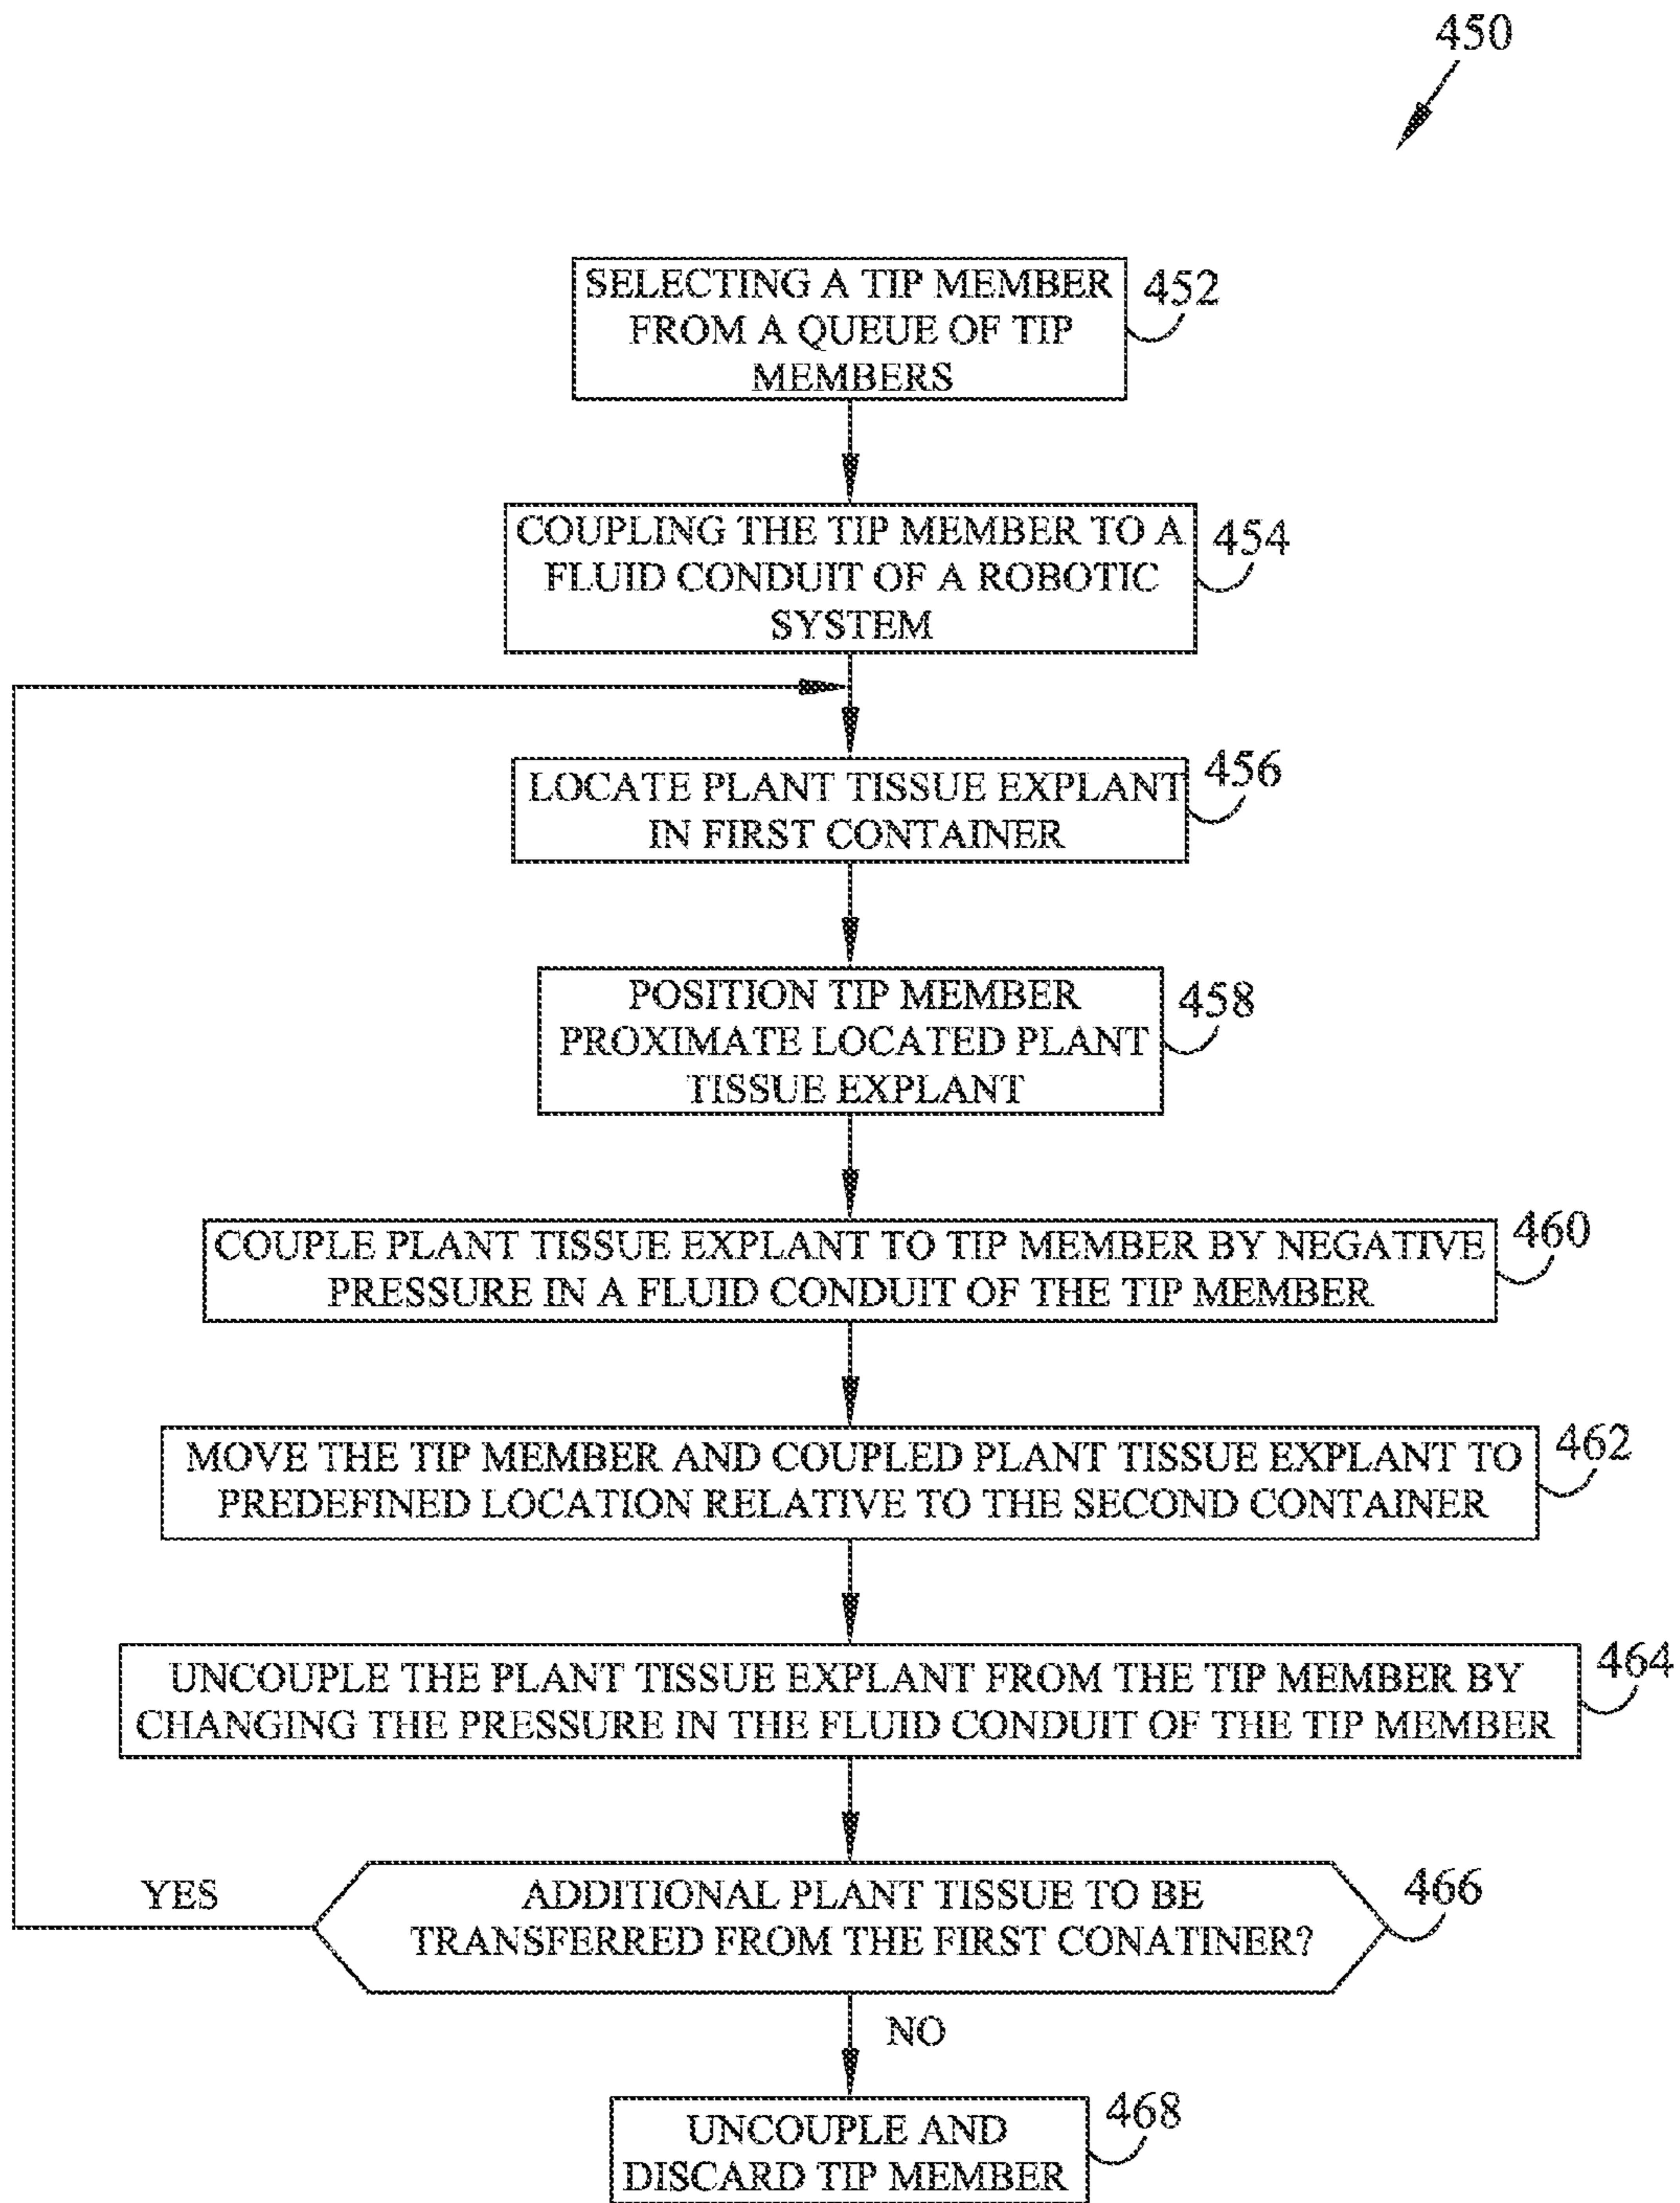 450
SELECTING A TIP MEMBER
FROM A QUEUE OF TIP
MEMBERS
452
COUPLING THE TIP MEMBER TO A
FLUID CONDUIT OF A ROBOTIC
SYSTEM
454
LOCATE PLANT TISSUE EXPLANT
IN FIRST CONTAINER
456
POSITION TIP MEMBER
PROXIMATE LOCATED PLANT
TISSUE EXPLANT
458
COUPLE PLANT TISSUE EXPLANT TO TIP MEMBER BY NEGATIVE
PRESSURE IN A FLUID CONDUIT OF THE TIP MEMBER
460
MOVE THE TIP MEMBER AND COUPLED PLANT TISSUE EXPLANT TO
PREDEFINED LOCATION RELATIVE TO THE SECOND CONTAINER
462
UNCOUPLE THE PLANT TISSUE EXPLANT FROM THE TIP MEMBER BY
CHANGING THE PRESSURE IN THE FLUID CONDUIT OF THE TIP MEMBER
464
YES
ADDITIONAL PLANT TISSUE TO BE
TRANSFERRED FROM THE FIRST CONATINER?
466
NO
UNCOUPLE AND
DISCARD TIP MEMBER
468